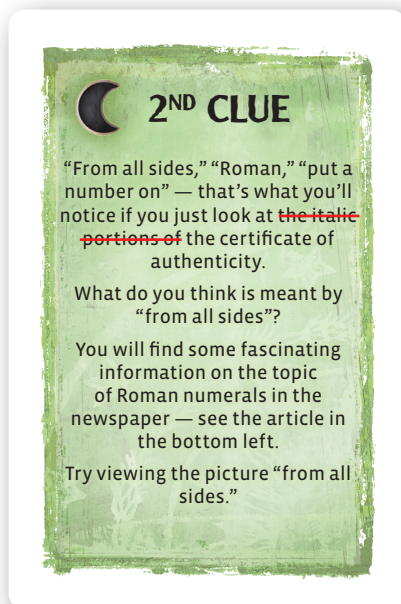 2ND CLUE
“From all sides,” “Roman,” “put a
number on” — that’s what you’ll
notice if you just look at the italic
portions of the certificate of
authenticity.
What do you think is meant by
“from all sides”?
You will find some fascinating
information on the topic
of Roman numerals in the
newspaper — see the article in
the bottom left.
Try viewing the picture “from all
sides.”